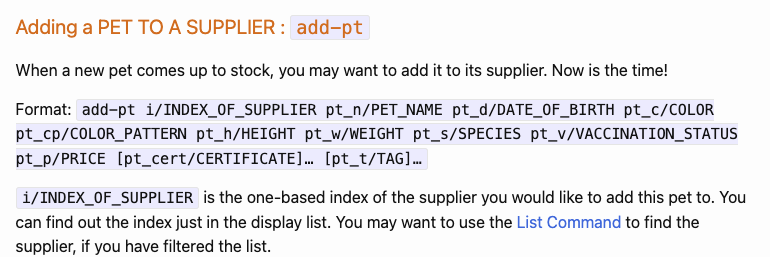 Adding a PET TO A SUPPLIER : add-pt
When a new pet comes up to stock, you may want to add it to its supplier. Now is the time!
Format: add-pt i/INDEX_OF_SUPPLIER pt_n/PET_NAME pt_d/DATE_OF_BIRTH pt_c/COLOR
pt_cp/COLOR_PATTERN pt_h/HEIGHT pt_w/WEIGHT pt_s/SPECIES pt_v/VACCINATION_STATUS
pt_p/PRICE [pt_cert/CERTIFICATE]… [pt_t/TAG]…
i/INDEX_OF_SUPPLIER is the one-based index of the supplier you would like to add this pet to. You
can find out the index just in the display list. You may want to use the List Command to find the
supplier, if you have filtered the list.